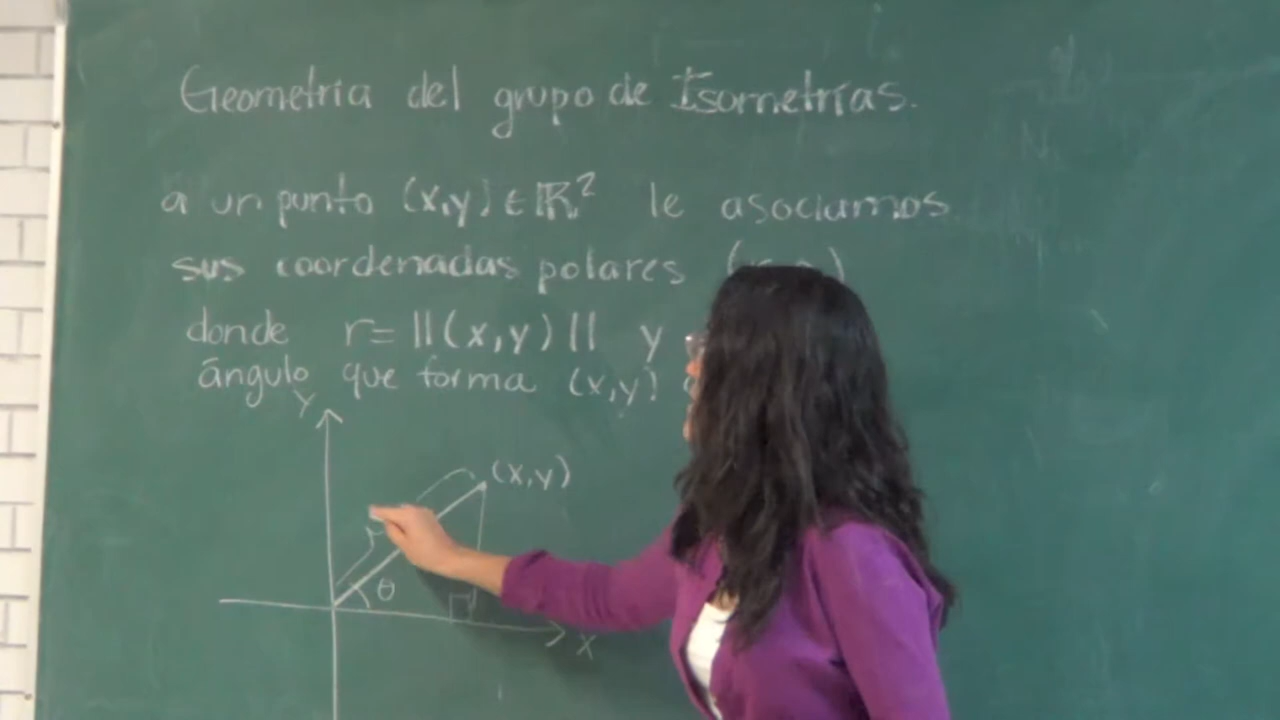 Geometría del grupo de Isometrías.
a un punto (x,y) ∈ ℝ² le asociamos
sus coordenadas polares
donde r = ||(x,y)|| y
ángulo que forma (x,y)
Y
(x,y)
r
θ
x